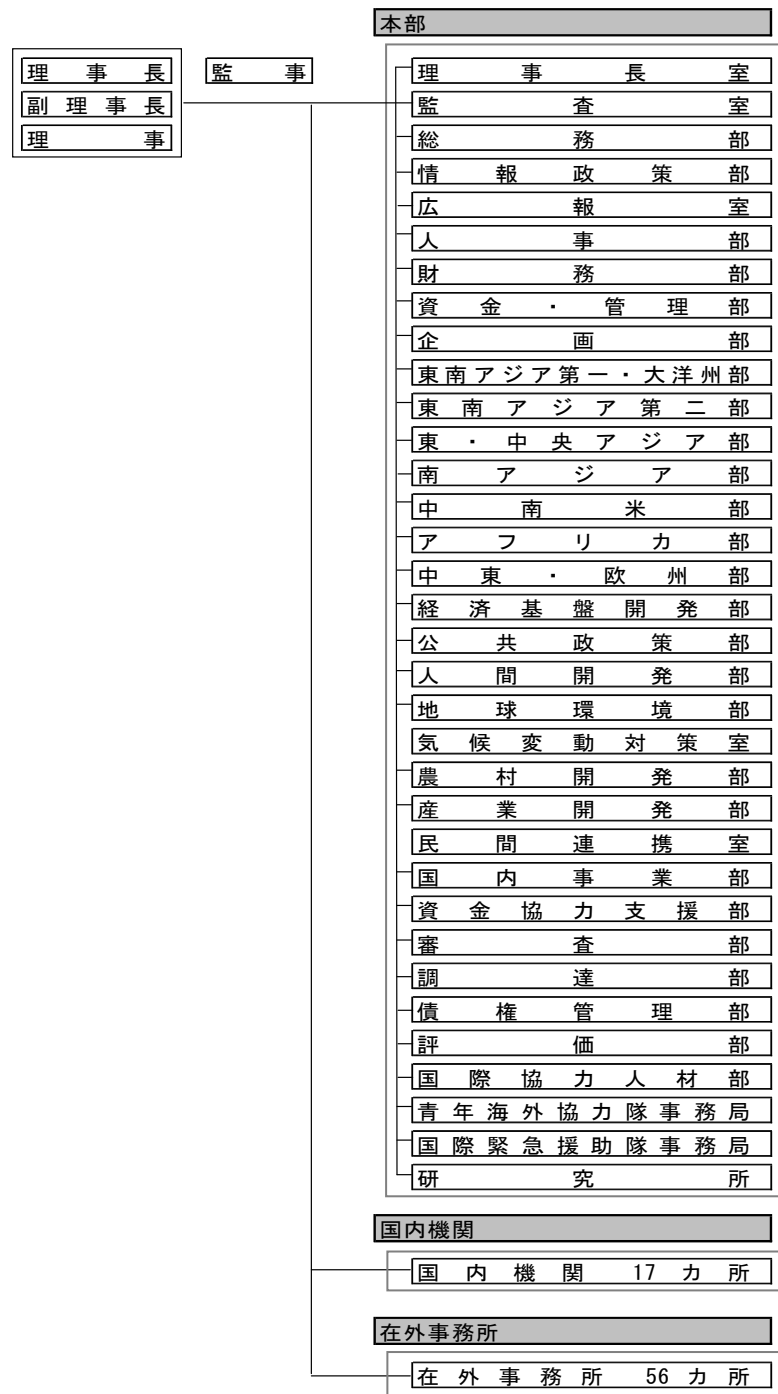 本部
理事長
監事
副理事長
理事
理事長室
監査室
総務部
情報政策部
広報室
人事部
財務部
資金・管理部
企画部
東南アジア第一・大洋州部
東南アジア第二部
東・中央アジア部
南アジア部
中南米部
アフリカ部
中東・欧州部
経済基盤開発部
公共政策部
人間開発部
地球環境部
気候変動対策室
農村開発部
産業開発部
民間連携室
国内事業部
資金協力支援部
審査部
調達部
債権管理部
評価部
国際協力人材部
青年海外協力隊事務局
国際緊急援助隊事務局
研究所
国内機関
国内機関 17カ所
在外事務所
在外事務所 56カ所